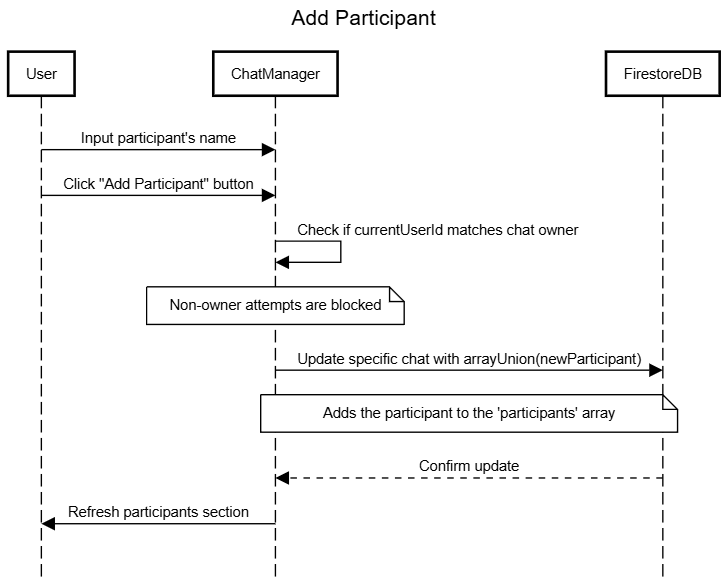 Add Participant
User
ChatManager
FirestoreDB
Input participant's name
Click "Add Participant" button
Check if currentUserId matches chat owner
Non-owner attempts are blocked
Update specific chat with arrayUnion(newParticipant)
Adds the participant to the 'participants' array
Confirm update
Refresh participants section